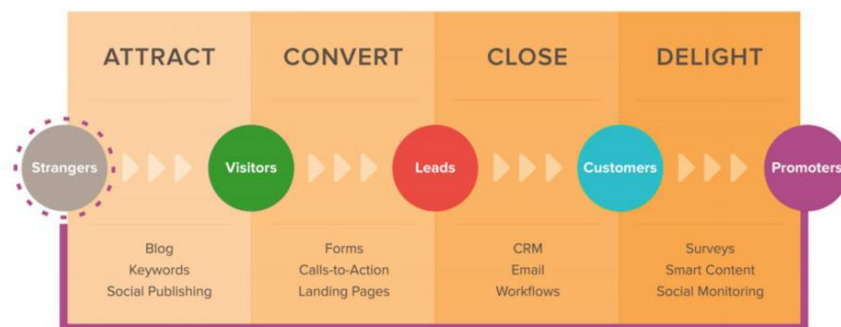 ATTRACT
CONVERT
CLOSE
DELIGHT
Strangers
Visitors
Leads
Customers
Promoters
Blog
Keywords
Social Publishing
Forms
Calls-to-Action
Landing Pages
CRM
Email
Workflows
Surveys
Smart Content
Social Monitoring